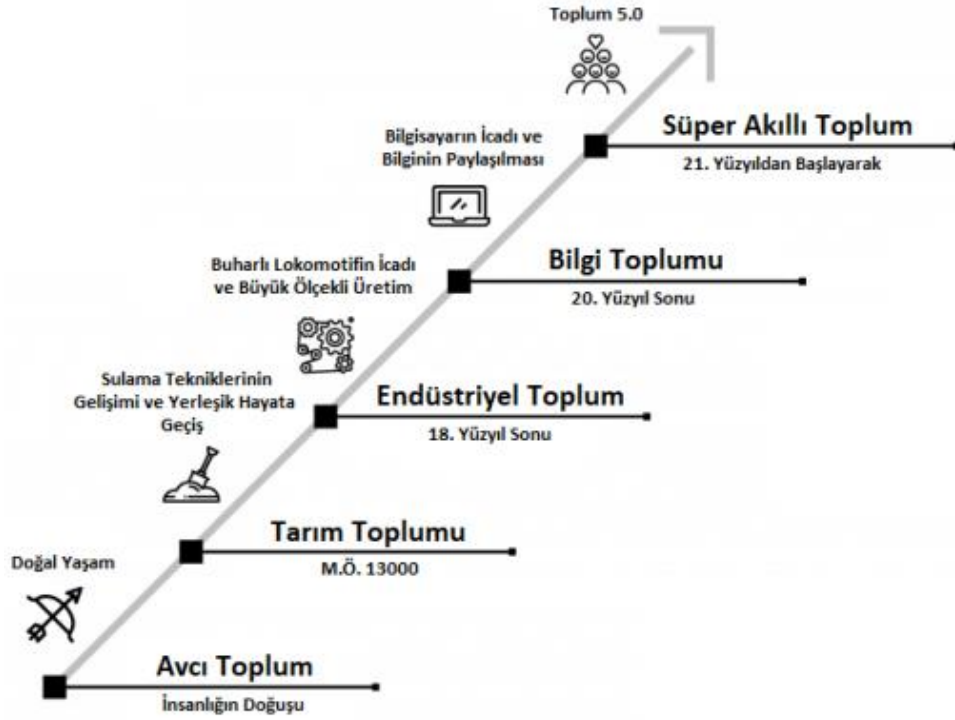 Toplum 5.0
Süper Akıllı Toplum
21. Yüzyıldan Başlayarak
Bilgisayarın İcadı ve
Bilginin Paylaşılması
Bilgi Toplumu
20. Yüzyıl Sonu
Buharlı Lokomotifin İcadı
ve Büyük Ölçekli Üretim
Endüstriyel Toplum
18. Yüzyıl Sonu
Sulama Tekniklerinin
Gelişimi ve Yerleşik Hayata
Geçiş
Tarım Toplumu
M.Ö. 13000
Doğal Yaşam
Avcı Toplum
İnsanlığın Doğuşu